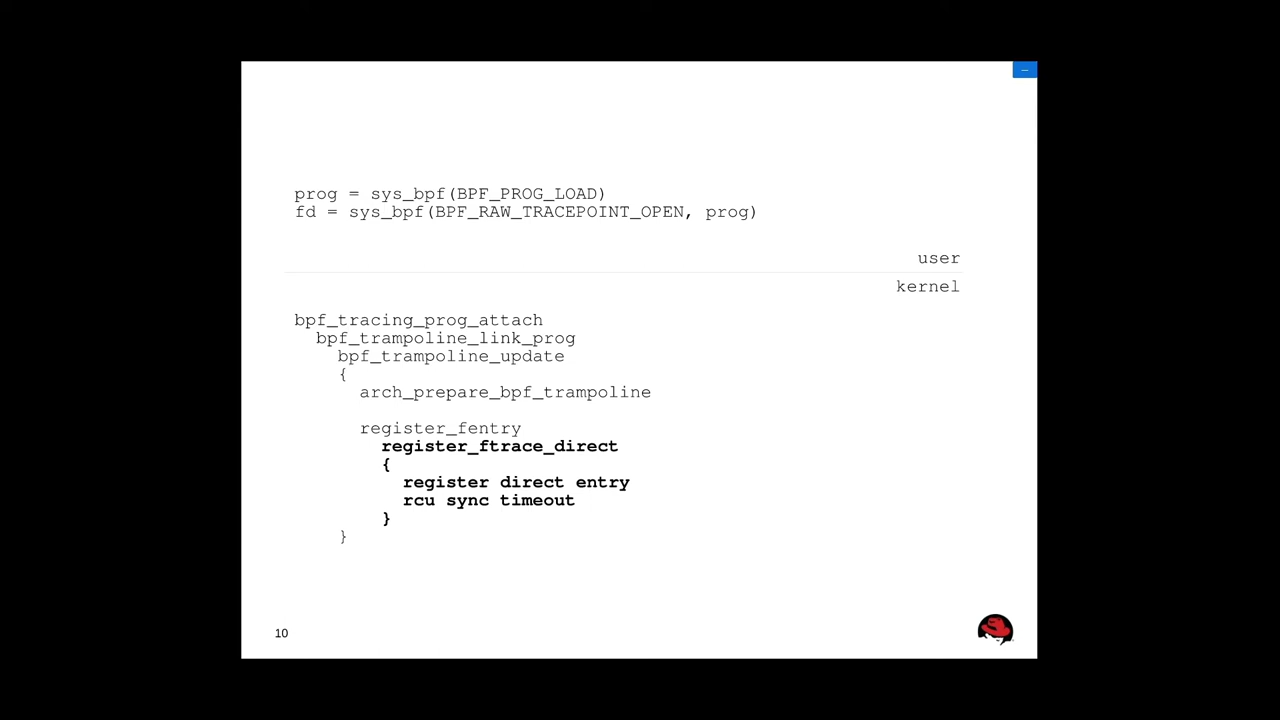 prog = sys_bpf(BPF_PROG_LOAD)
fd = sys_bpf(BPF_RAW_TRACEPOINT_OPEN, prog)
user
kernel
bpf_tracing_prog_attach
bpf_trampoline_link_prog
bpf_trampoline_update
{
arch_prepare_bpf_trampoline
register_fentry
register_ftrace_direct
{
register direct entry
rcu sync timeout
}
}
10